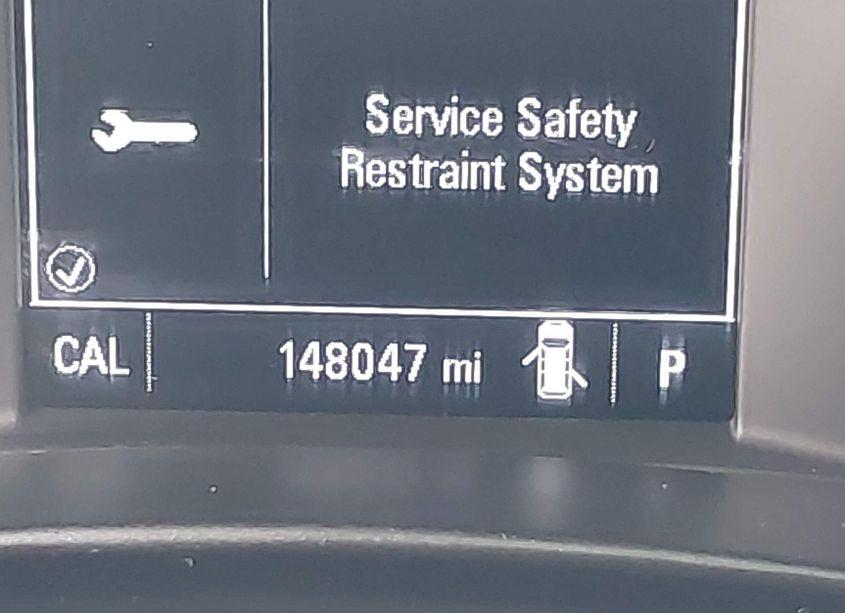 Service Safety
Restraint System
CAL
148047 mi
P